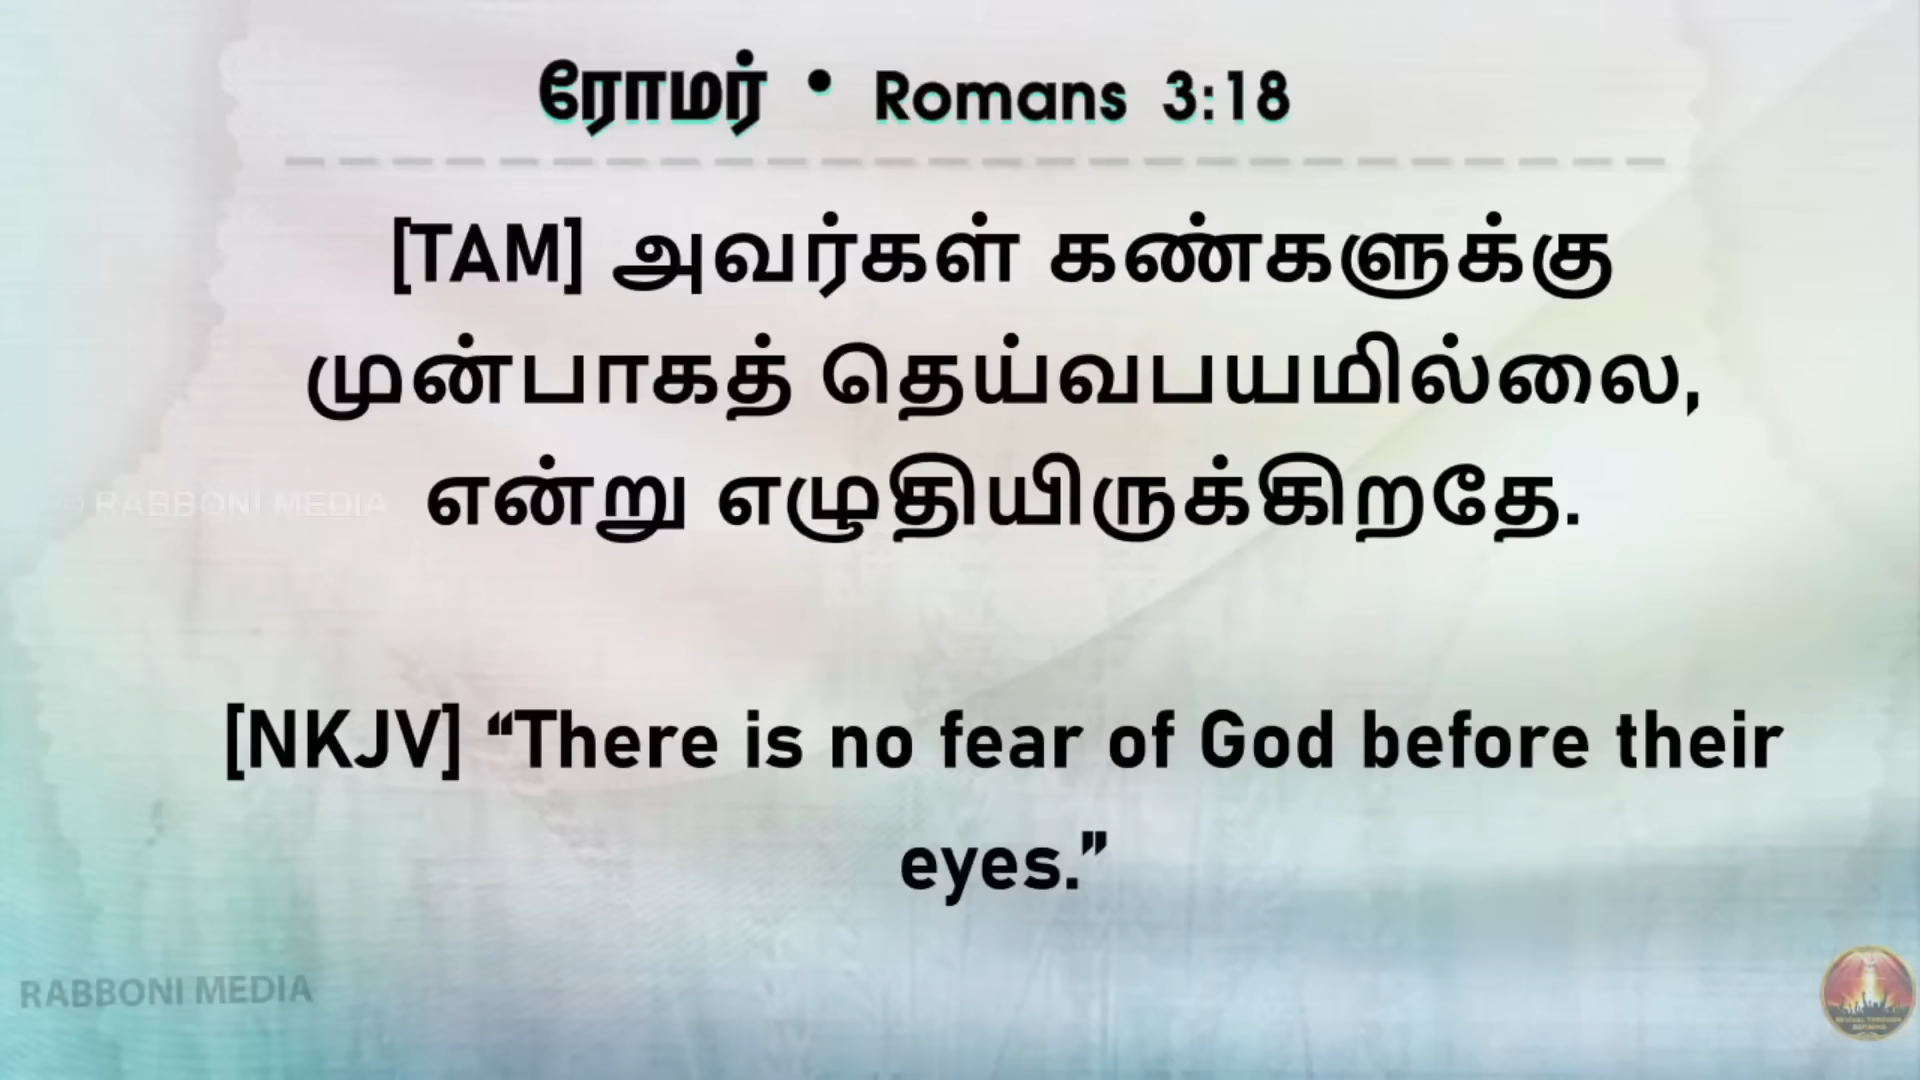 ரோமர் • Romans 3:18
[TAM] அவர்கள் கண்களுக்கு
முன்பாகத் தெய்வபயமில்லை,
என்று எழுதியிருக்கிறதே.
RABBONI MEDIA
[NKJV] “There is no fear of God before their
eyes.”
RABBONI MEDIA